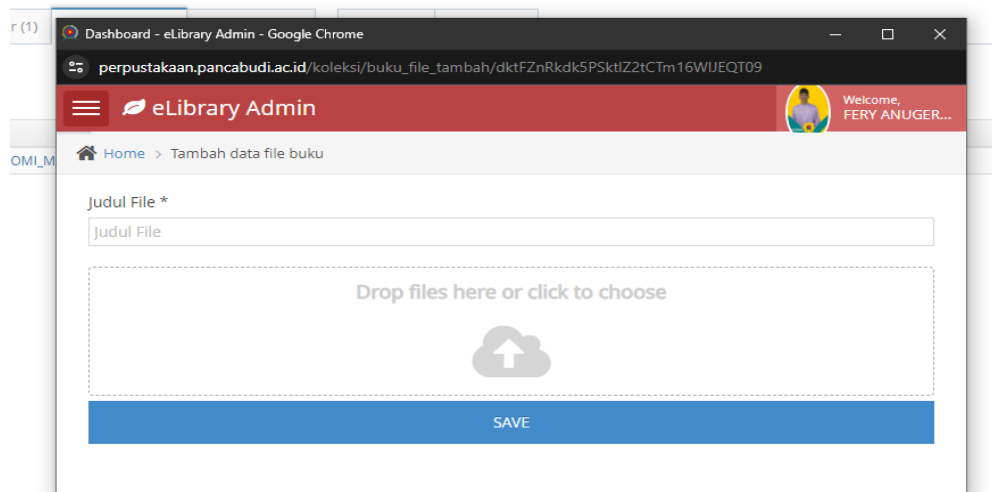 r (1)
Dashboard - eLibrary Admin - Google Chrome
perpustakaan.pancabudi.ac.id/koleksi/buku_file_tambah/dktFZnRkdk5PSktIZ2tCTm16WlJEQT09
eLibrary Admin
Welcome,
FERY ANUGER...
Home > Tambah data file buku
OMI_M
Judul File *
Judul File
Drop files here or click to choose
SAVE